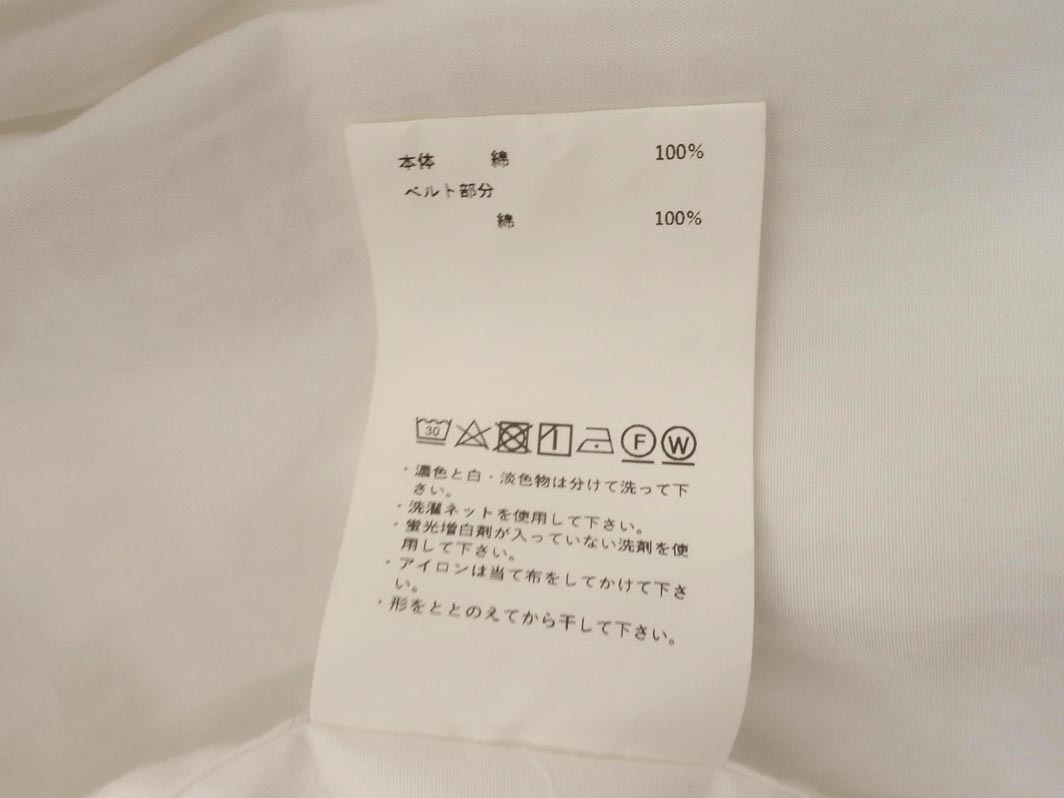 本体 綿 100%
ベルト部分
綿 100%
30 F W
・濃色と白・淡色物は分けて洗って下
さい。
・洗濯ネットを使用して下さい。
・蛍光増白剤が入っていない洗剤を使
用して下さい。
・アイロンは当て布をしてかけて下さ
い。
・形をととのえてから干して下さい。